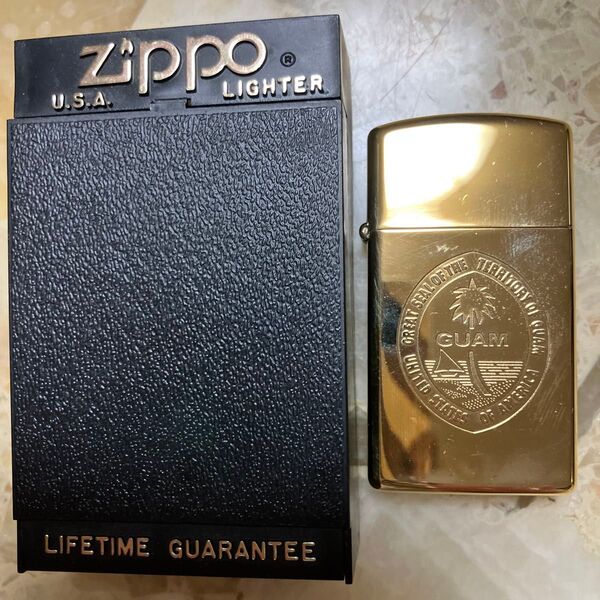 Zippo ®
U.S.A. LIGHTER
LIFETIME GUARANTEE
GREAT SEAL OF THE TERRITORY OF GUAM
GUAM
UNITED STATES OF AMERICA